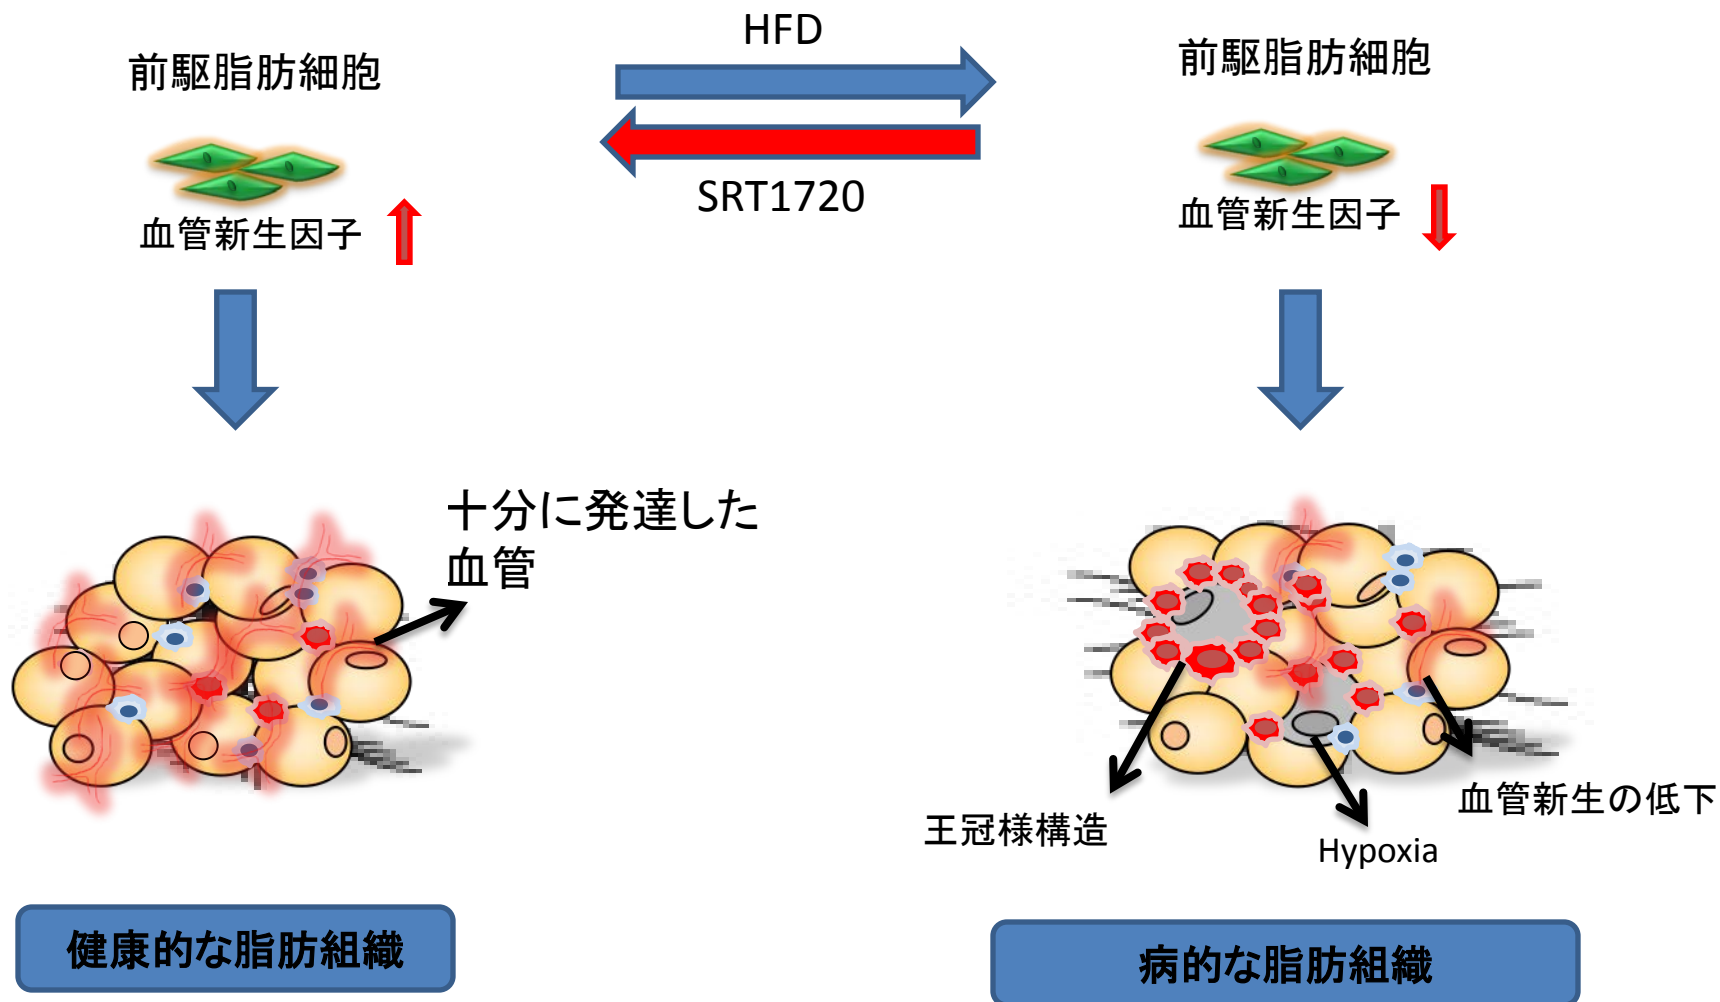 HFD
前駆脂肪細胞
前駆脂肪細胞
SRT1720
血管新生因子
血管新生因子
十分に発達した
血管
血管新生の低下
王冠様構造
Hypoxia
健康的な脂肪組織
病的な脂肪組織